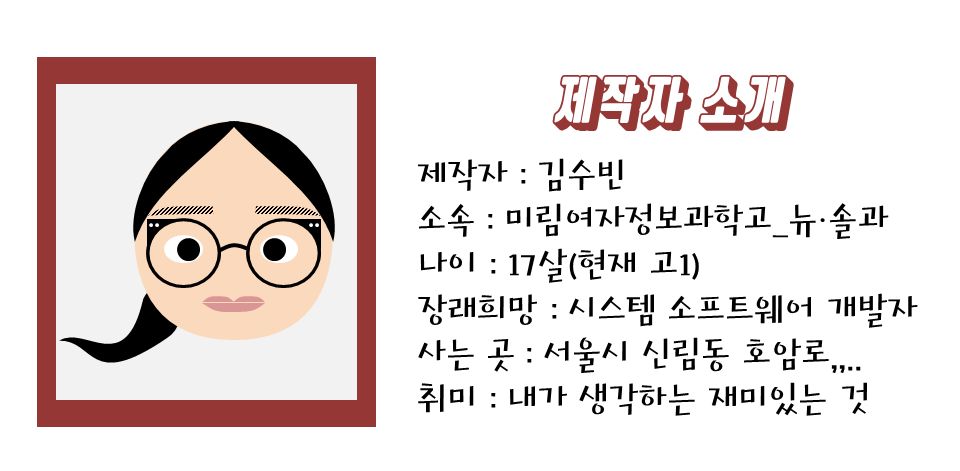 제작자 소개
제작자 : 김수빈
소속 : 미림여자정보과학고_뉴·솔과
나이 : 17살(현재 고1)
장래희망 : 시스템 소프트웨어 개발자
사는 곳 : 서울시 신림동 호암로,,..
취미 : 내가 생각하는 재미있는 것